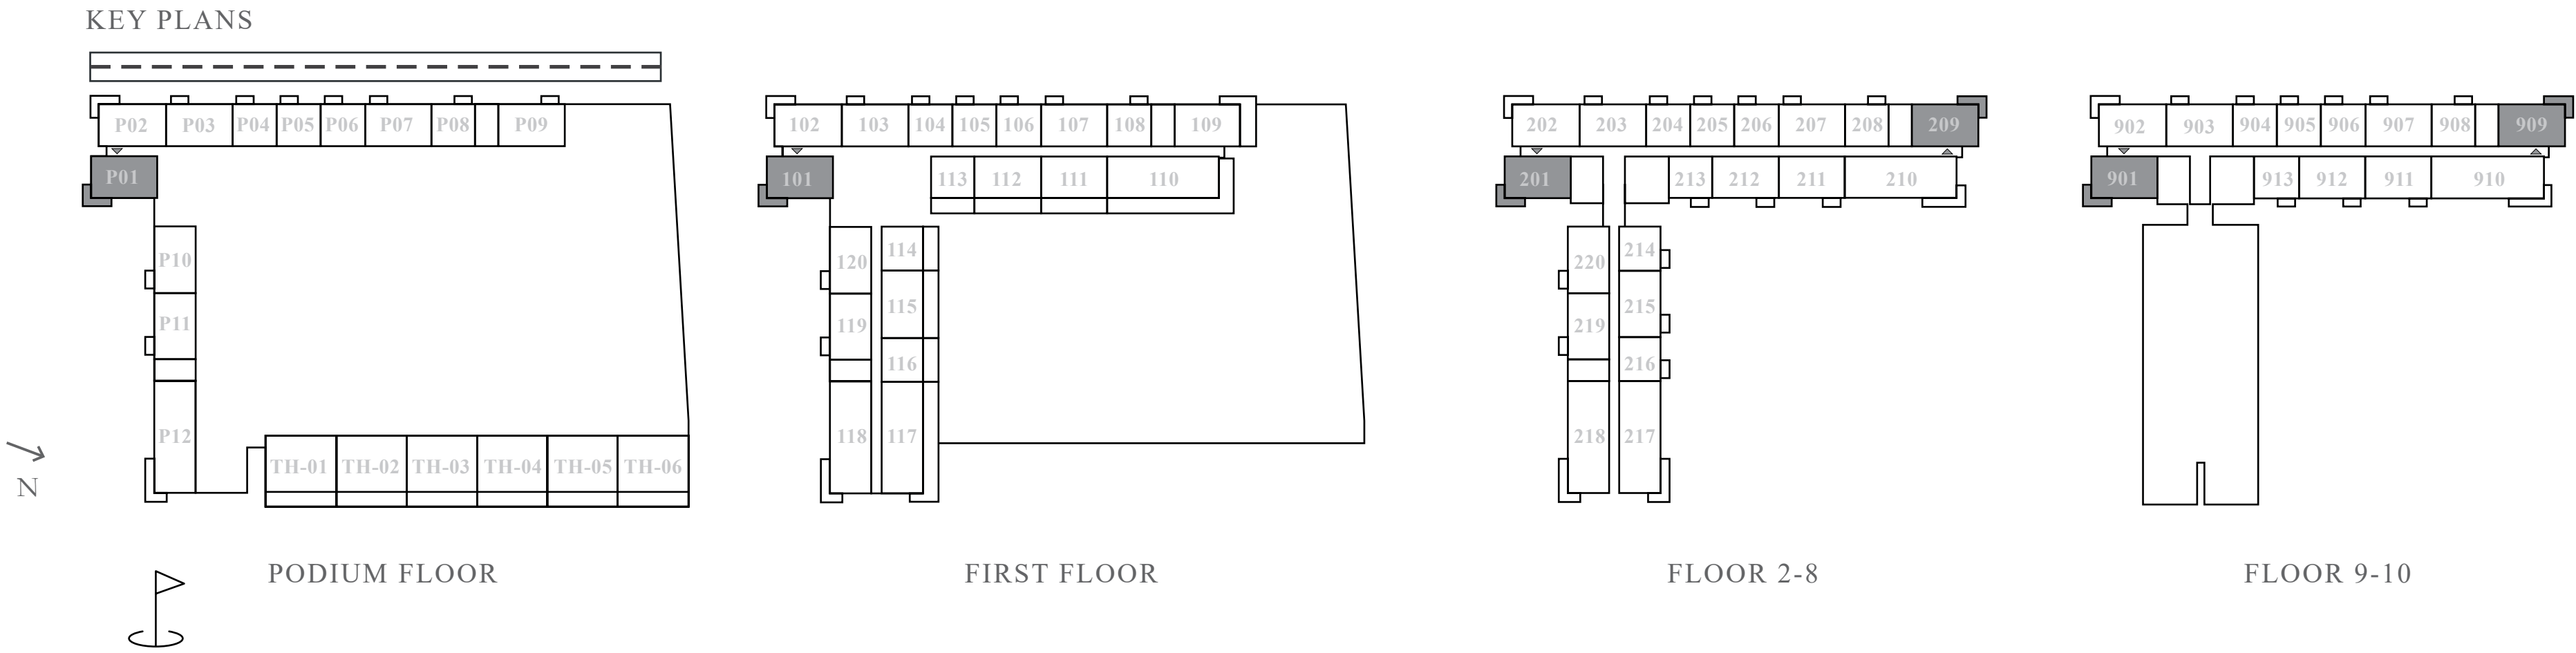 KEY PLANS
P02 P03 P04 P05 P06 P07 P08 P09
P01
P10
P11
P12
TH-01 TH-02 TH-03 TH-04 TH-05 TH-06
N
PODIUM FLOOR
102 103 104 105 106 107 108 109
101 113 112 111 110
120 114
119 115
116
118 117
FIRST FLOOR
202 203 204 205 206 207 208 209
201 213 212 211 210
220 214
219 215
216
218 217
FLOOR 2-8
902 903 904 905 906 907 908 909
901 913 912 911 910
FLOOR 9-10